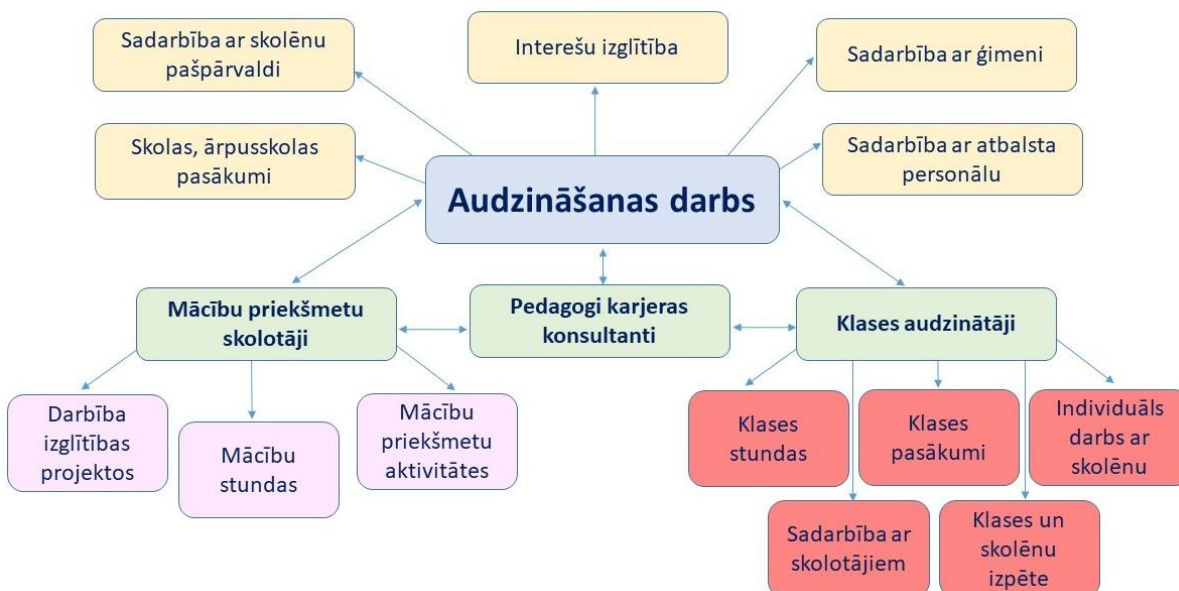 Sadarbība ar skolēnu
pašpārvaldi
Interešu izglītība
Sadarbība ar ģimeni
Skolas, ārpusskolas
pasākumi
Sadarbība ar atbalsta
personālu
Audzināšanas darbs
Mācību priekšmetu
skolotāji
Pedagogi karjeras
konsultanti
Klases audzinātāji
Darbība
izglītības
projektos
Mācību
stundas
Mācību
priekšmetu
aktivitātes
Klases
stundas
Klases
pasākumi
Individuāls
darbs ar
skolēnu
Sadarbība ar
skolotājiem
Klases un
skolēnu
izpēte